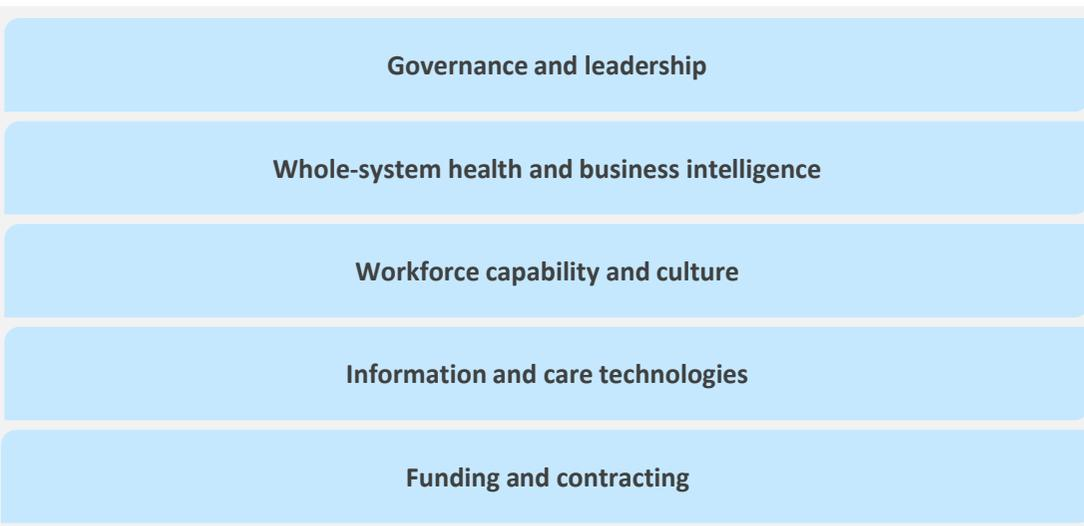 Governance and leadership
Whole-system health and business intelligence
Workforce capability and culture
Information and care technologies
Funding and contracting